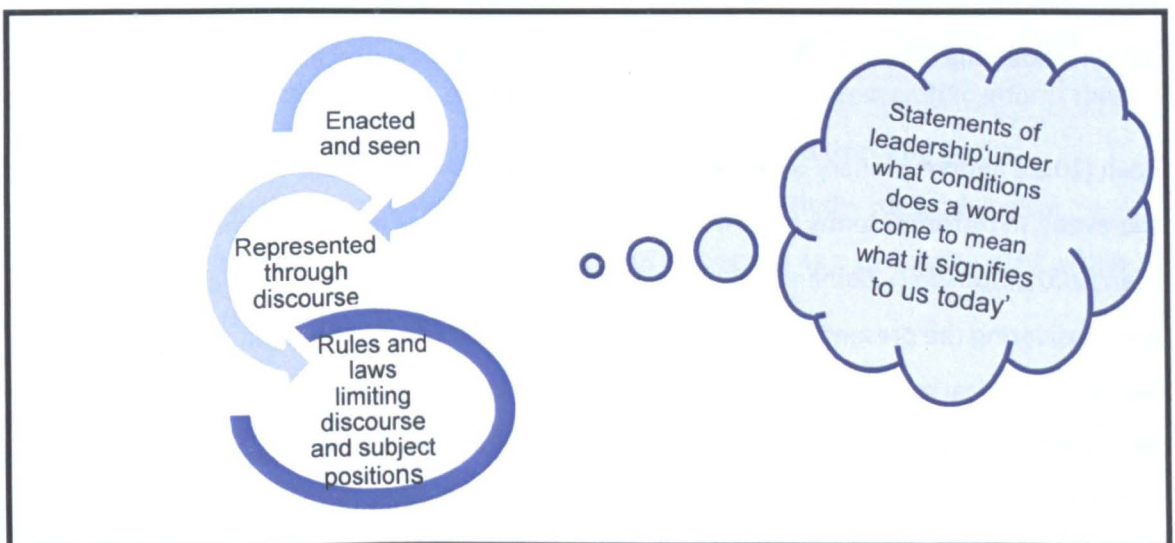 Enacted
and seen
Represented
through
discourse
Rules and
laws
limiting
discourse
and subject
positions
Statements of
leadership‘under
what conditions
does a word
come to mean
what it signifies
to us today’